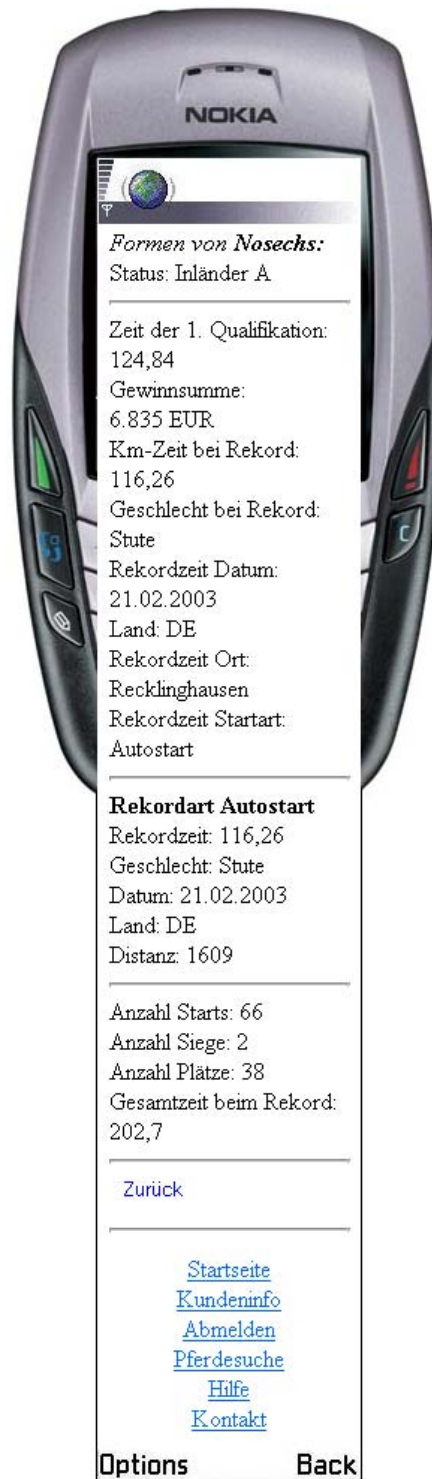 NOKIA
Formen von Nosechs:
Status: Inländer A
Zeit der 1. Qualifikation:
124,84
Gewinnsumme:
6.835 EUR
Km-Zeit bei Rekord:
116,26
Geschlecht bei Rekord:
Stute
Rekordzeit Datum:
21.02.2003
Land: DE
Rekordzeit Ort:
Recklinghausen
Rekordzeit Startart:
Autostart
Rekordart Autostart
Rekordzeit: 116,26
Geschlecht: Stute
Datum: 21.02.2003
Land: DE
Distanz: 1609
Anzahl Starts: 66
Anzahl Siege: 2
Anzahl Plätze: 38
Gesamtzeit beim Rekord:
202,7
Zurück
Startseite
Kundeninfo
Abmelden
Pferdesuche
Hilfe
Kontakt
Options Back
C